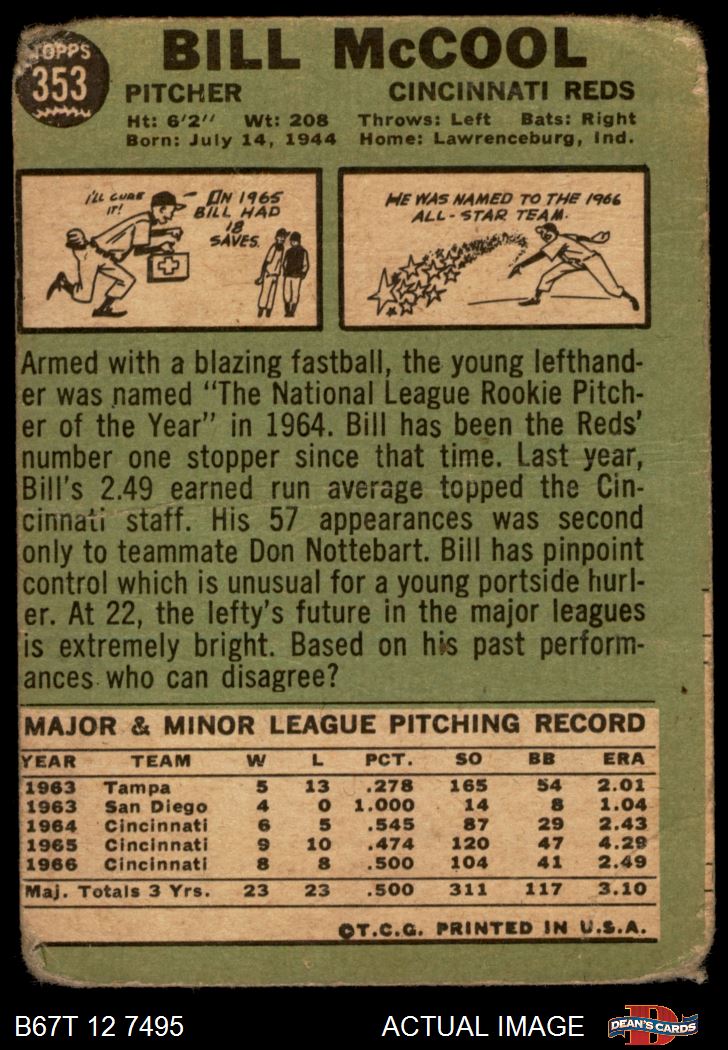 TOPPS
353
BILL McCOOL
PITCHER CINCINNATI REDS
Ht: 6'2" Wt: 208 Throws: Left Bats: Right
Born: July 14, 1944 Home: Lawrenceburg, Ind.
I'LL CURE
IT!
IN 1965
BILL HAD
18
SAVES.
HE WAS NAMED TO THE 1966
ALL-STAR TEAM.
Armed with a blazing fastball, the young lefthand-
er was named "The National League Rookie Pitch-
er of the Year" in 1964. Bill has been the Reds'
number one stopper since that time. Last year,
Bill's 2.49 earned run average topped the Cin-
cinnati staff. His 57 appearances was second
only to teammate Don Nottebart. Bill has pinpoint
control which is unusual for a young portside hurl-
er. At 22, the lefty's future in the major leagues
is extremely bright. Based on his past perform-
ances who can disagree?
MAJOR & MINOR LEAGUE PITCHING RECORD
YEAR TEAM W L PCT. SO BB ERA
1963 Tampa 5 13 .278 165 54 2.01
1963 San Diego 4 0 1.000 14 8 1.04
1964 Cincinnati 6 5 .545 87 29 2.43
1965 Cincinnati 9 10 .474 120 47 4.29
1966 Cincinnati 8 8 .500 104 41 2.49
Maj. Totals 3 Yrs. 23 23 .500 311 117 3.10
©T.C.G. PRINTED IN U.S.A.
B67T 12 7495 ACTUAL IMAGE
D
DEAN'S CARDS